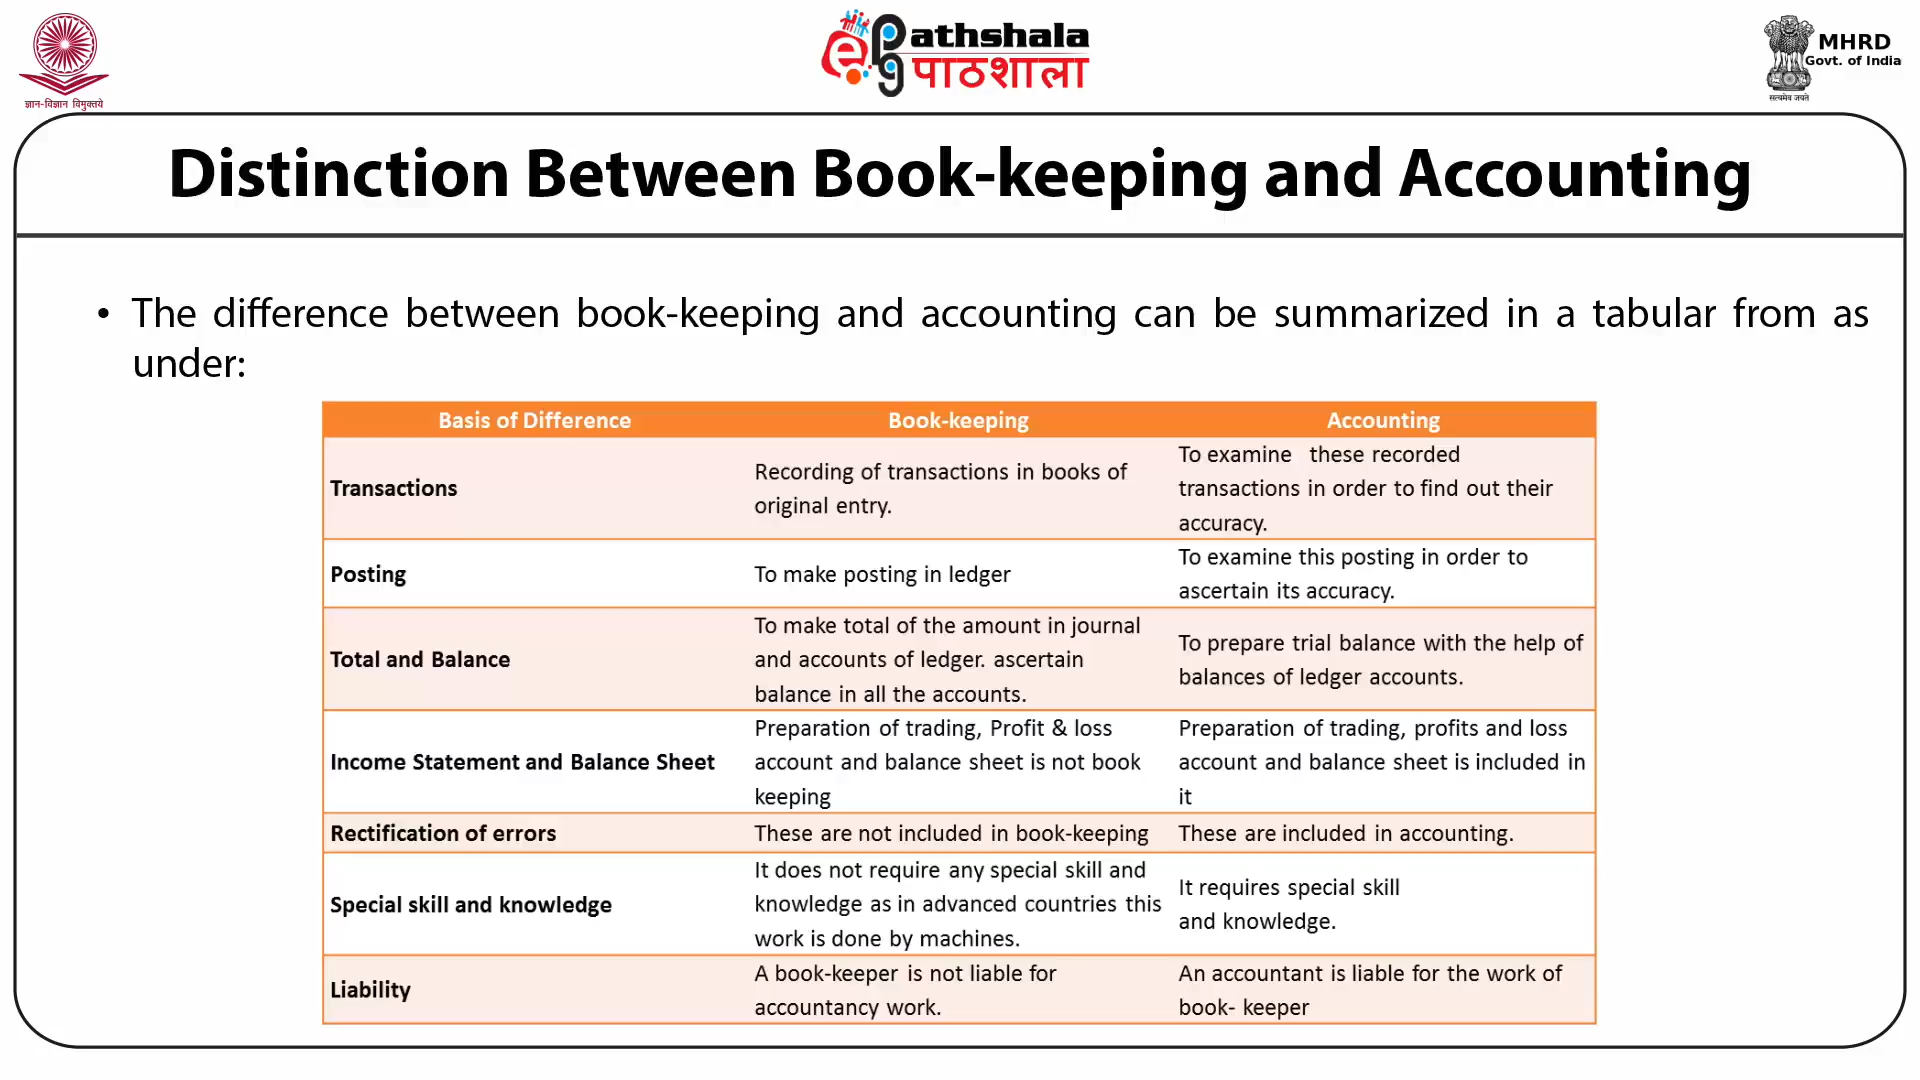 ज्ञान-विज्ञान विमुक्तये
ePathshala
पाठशाला
MHRD
Govt. of India
सत्यमेव जयते
Distinction Between Book-keeping and Accounting
• The difference between book-keeping and accounting can be summarized in a tabular from as
under:
Basis of Difference
Book-keeping
Accounting
Transactions
Recording of transactions in books of
original entry.
To examine these recorded
transactions in order to find out their
accuracy.
Posting
To make posting in ledger
To examine this posting in order to
ascertain its accuracy.
Total and Balance
To make total of the amount in journal
and accounts of ledger. ascertain
balance in all the accounts.
To prepare trial balance with the help of
balances of ledger accounts.
Income Statement and Balance Sheet
Preparation of trading, Profit & loss
account and balance sheet is not book
keeping
Preparation of trading, profits and loss
account and balance sheet is included in
it
Rectification of errors
These are not included in book-keeping
These are included in accounting.
Special skill and knowledge
It does not require any special skill and
knowledge as in advanced countries this
work is done by machines.
It requires special skill
and knowledge.
Liability
A book-keeper is not liable for
accountancy work.
An accountant is liable for the work of
book- keeper